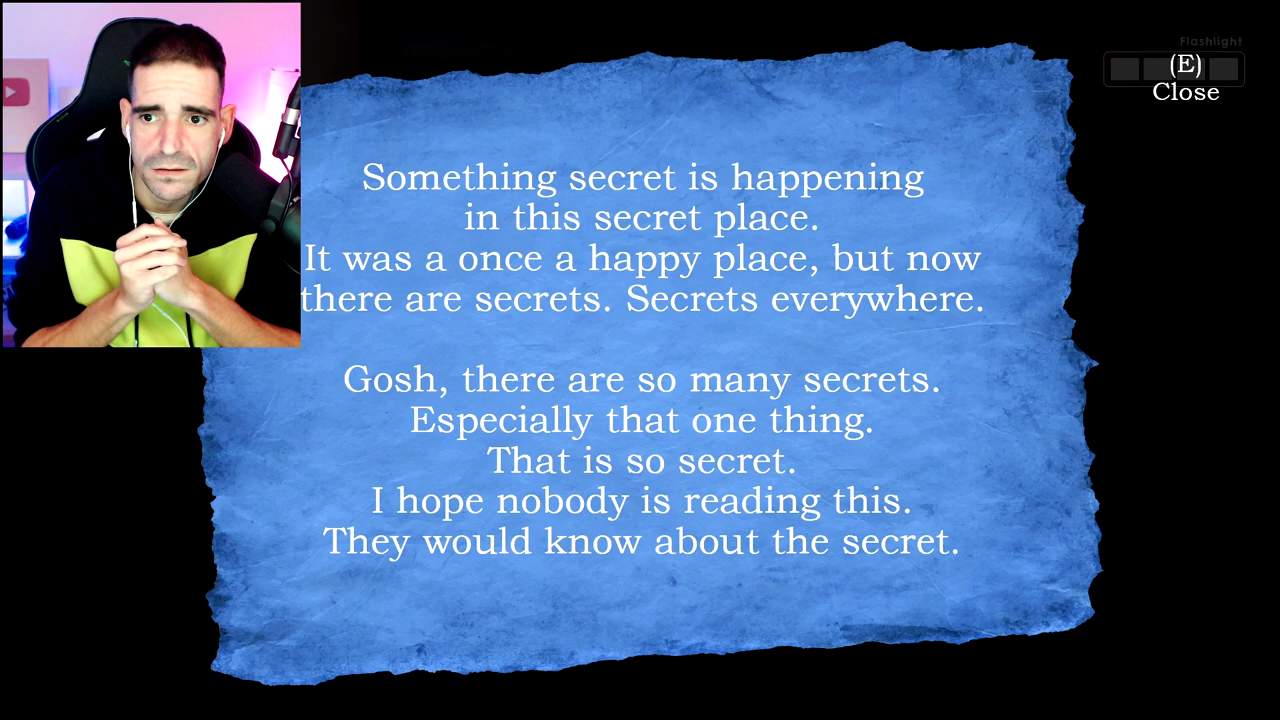 Flashlight
(E)
Close
Something secret is happening
in this secret place.
It was a once a happy place, but now
there are secrets. Secrets everywhere.
Gosh, there are so many secrets.
Especially that one thing.
That is so secret.
I hope nobody is reading this.
They would know about the secret.